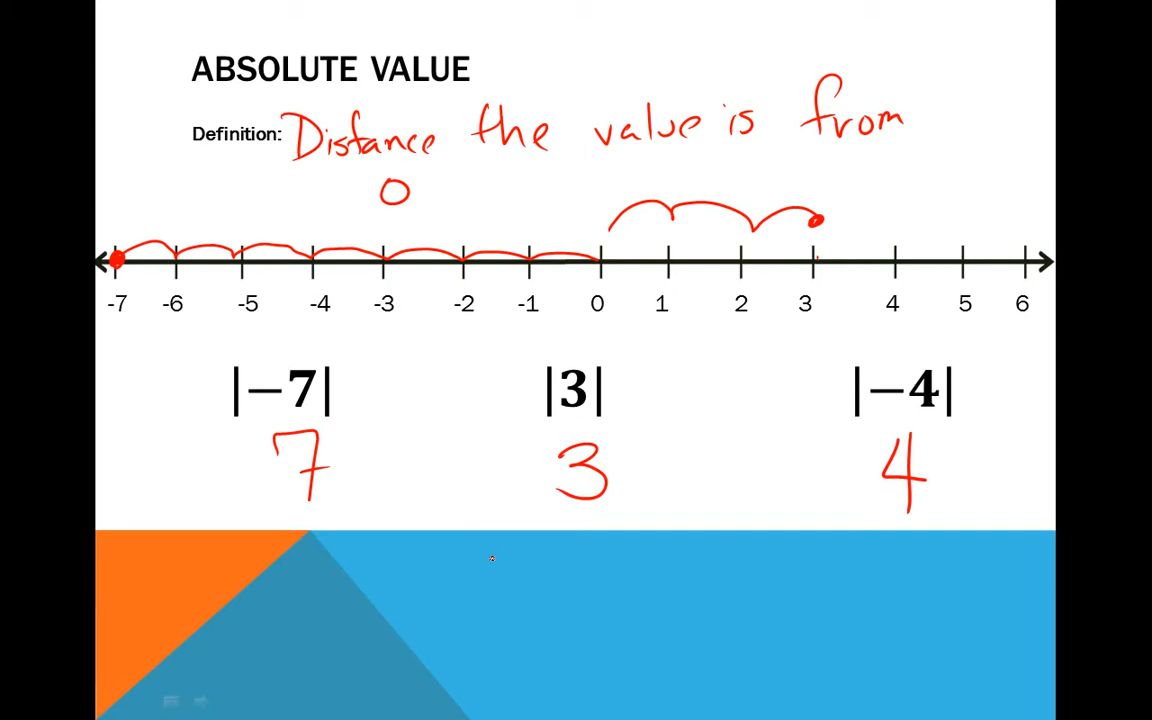 ABSOLUTE VALUE
Definition: Distance the value is from
0
-7 -6 -5 -4 -3 -2 -1 0 1 2 3 4 5 6
|−7| |3| |−4|
7 3 4